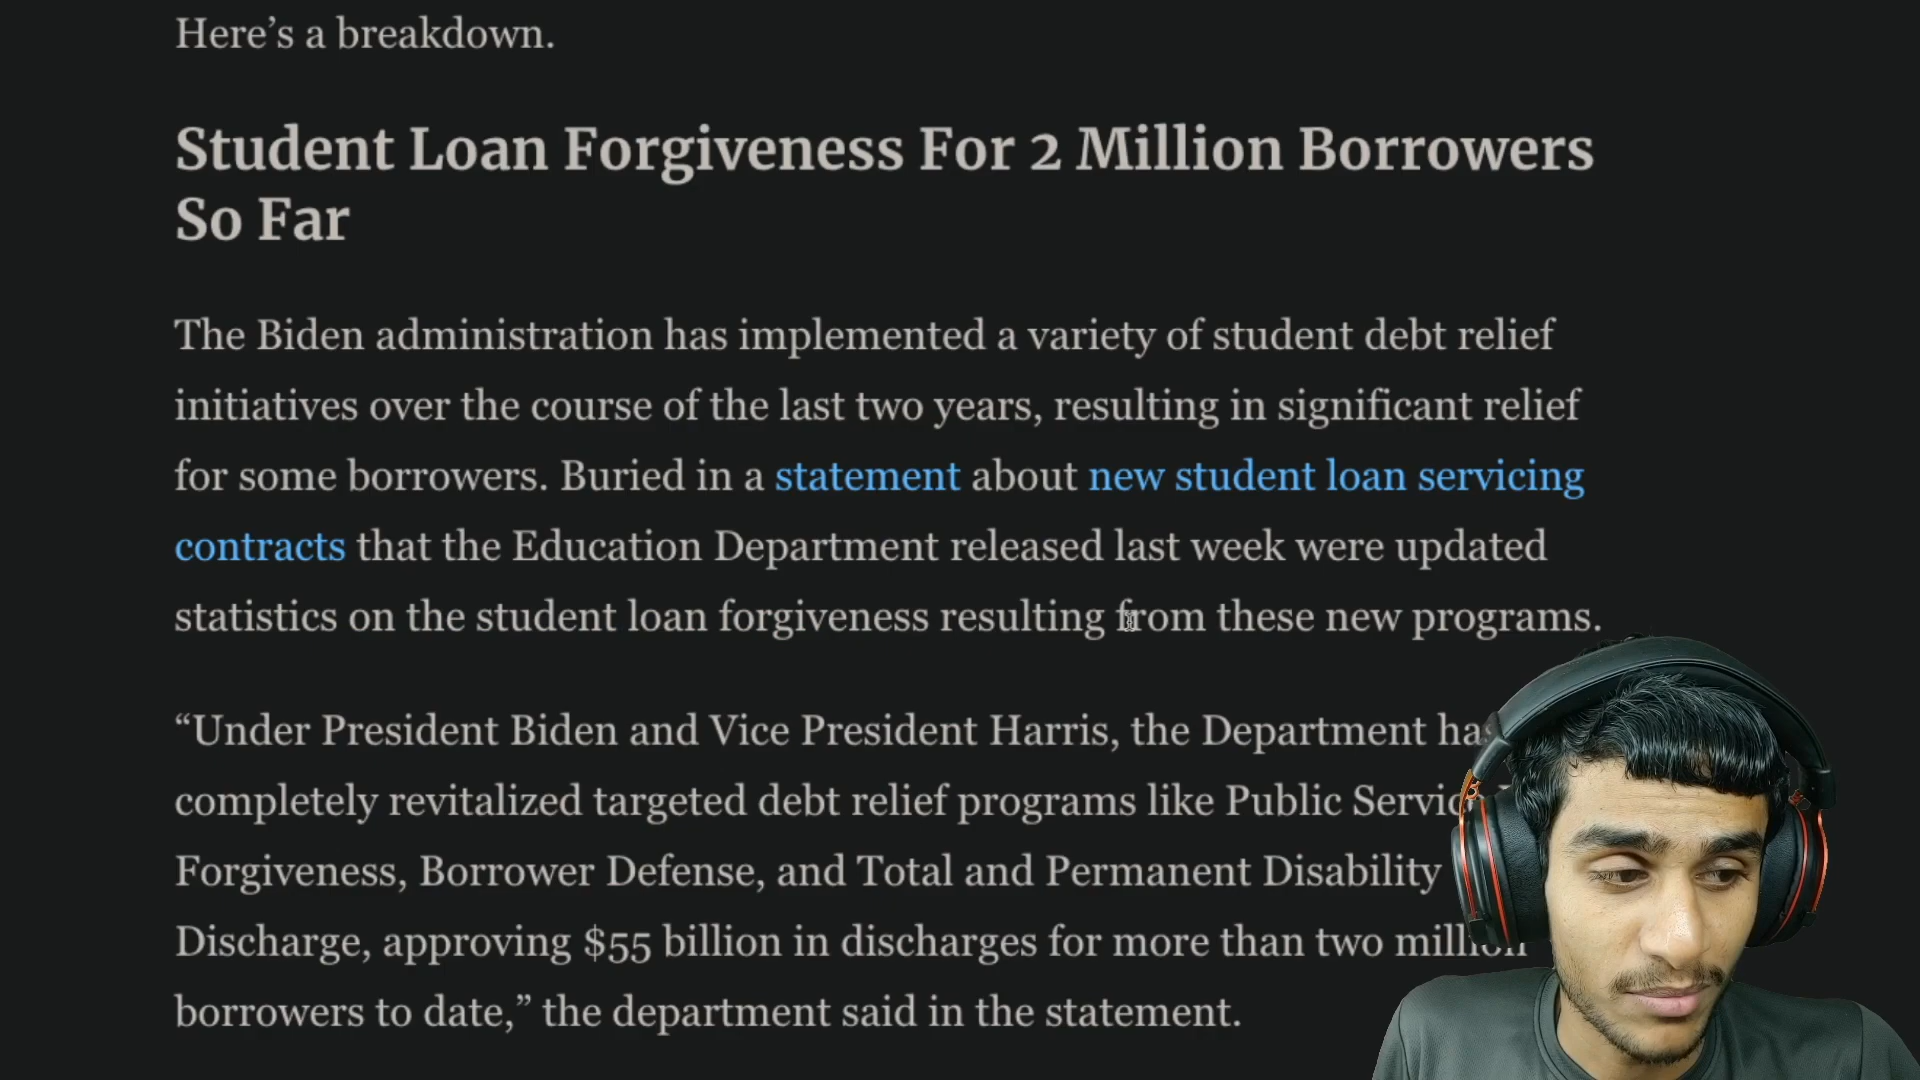 Here’s a breakdown.
Student Loan Forgiveness For 2 Million Borrowers
So Far
The Biden administration has implemented a variety of student debt relief
initiatives over the course of the last two years, resulting in significant relief
for some borrowers. Buried in a statement about new student loan servicing
contracts that the Education Department released last week were updated
statistics on the student loan forgiveness resulting from these new programs.
“Under President Biden and Vice President Harris, the Department has
completely revitalized targeted debt relief programs like Public Service
Forgiveness, Borrower Defense, and Total and Permanent Disability
Discharge, approving $55 billion in discharges for more than two million
borrowers to date,” the department said in the statement.